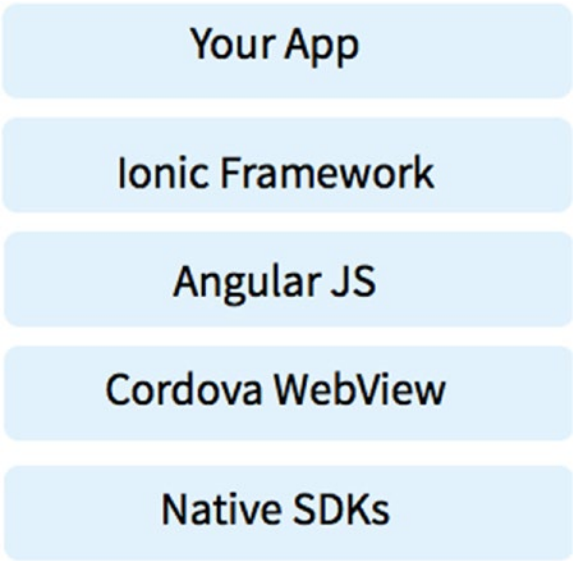 Your App
Ionic Framework
Angular JS
Cordova WebView
Native SDKs